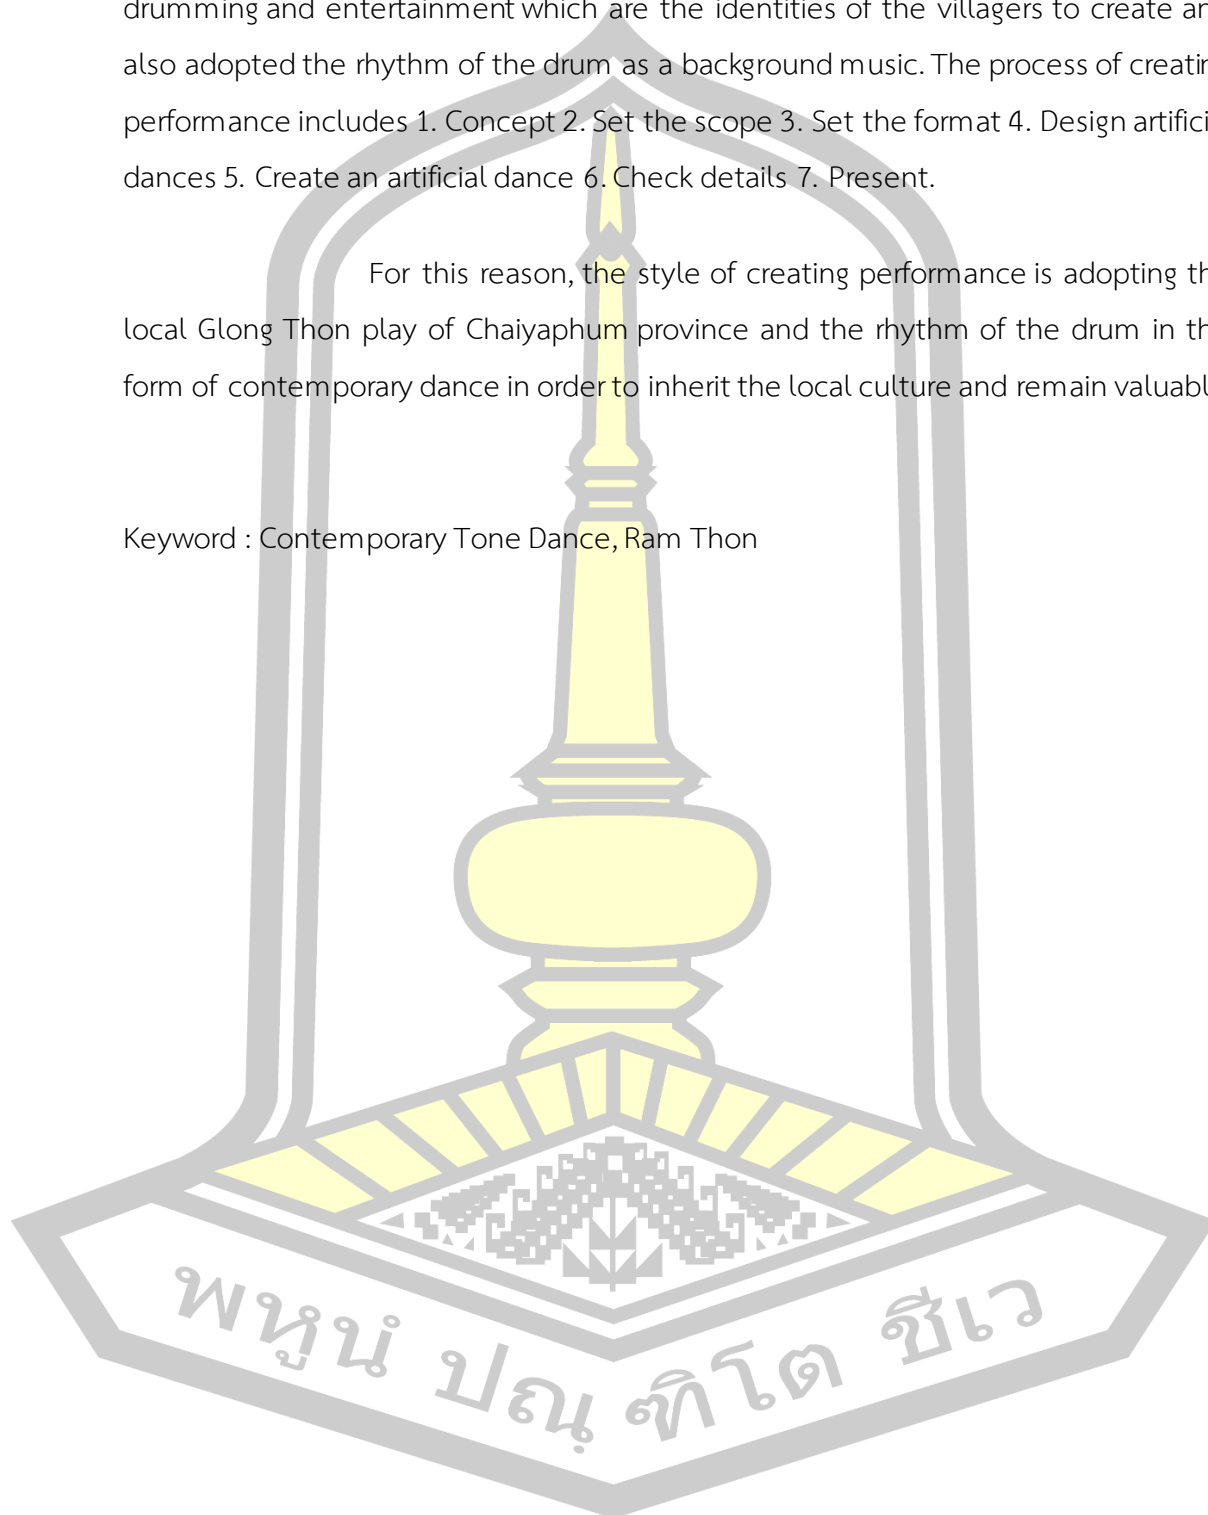 drumming and entertainment which are the identities of the villagers to create an
also adopted the rhythm of the drum as a background music. The process of creatin
performance includes 1. Concept 2. Set the scope 3. Set the format 4. Design artifici
dances 5. Create an artificial dance 6. Check details 7. Present.
For this reason, the style of creating performance is adopting th
local Glong Thon play of Chaiyaphum province and the rhythm of the drum in th
form of contemporary dance in order to inherit the local culture and remain valuabl
Keyword : Contemporary Tone Dance, Ram Thon
พหูนํ ปณฺฑิโต ชีเว